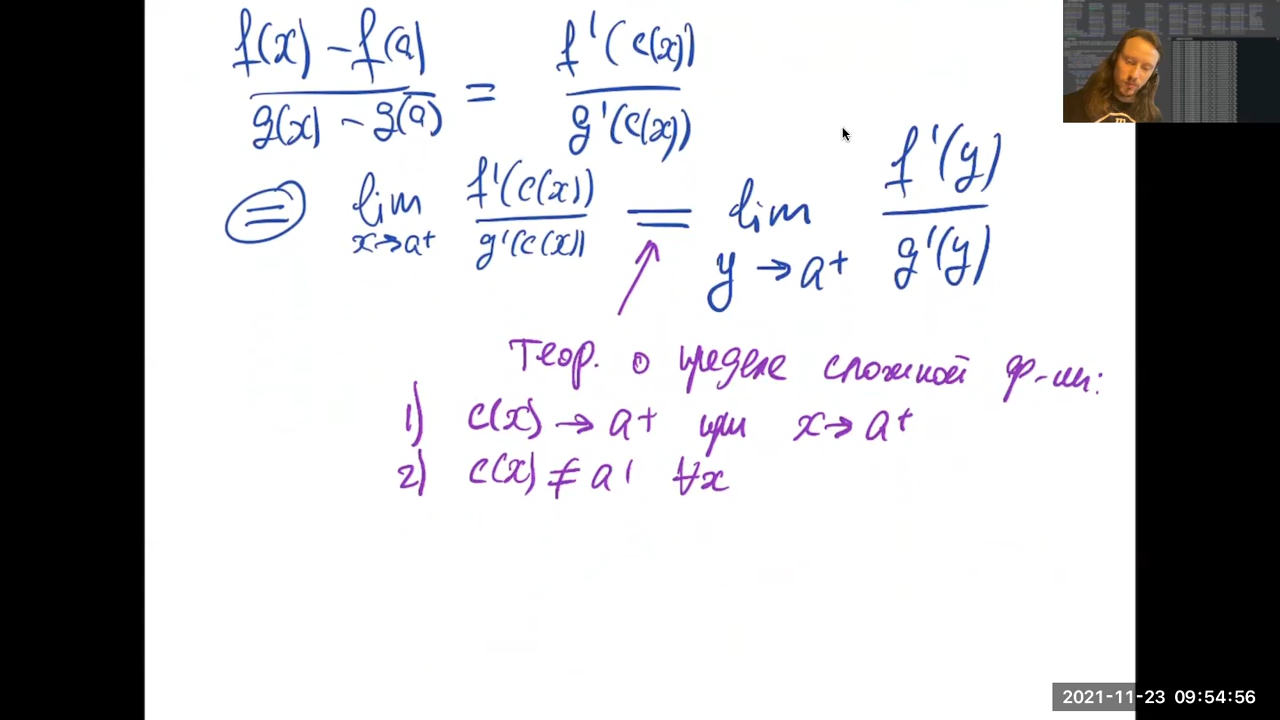 f(x) - f(a) / g(x) - g(a) = f'(c(x)) / g'(c(x))
= lim x→a+ f'(c(x)) / g'(c(x)) = lim y→a+ f'(y) / g'(y)
Теор. о пределе сложной ф-ии:
1) c(x) → a+ при x→a+
2) c(x) ≠ a ∀x
2021-11-23 09:54:56